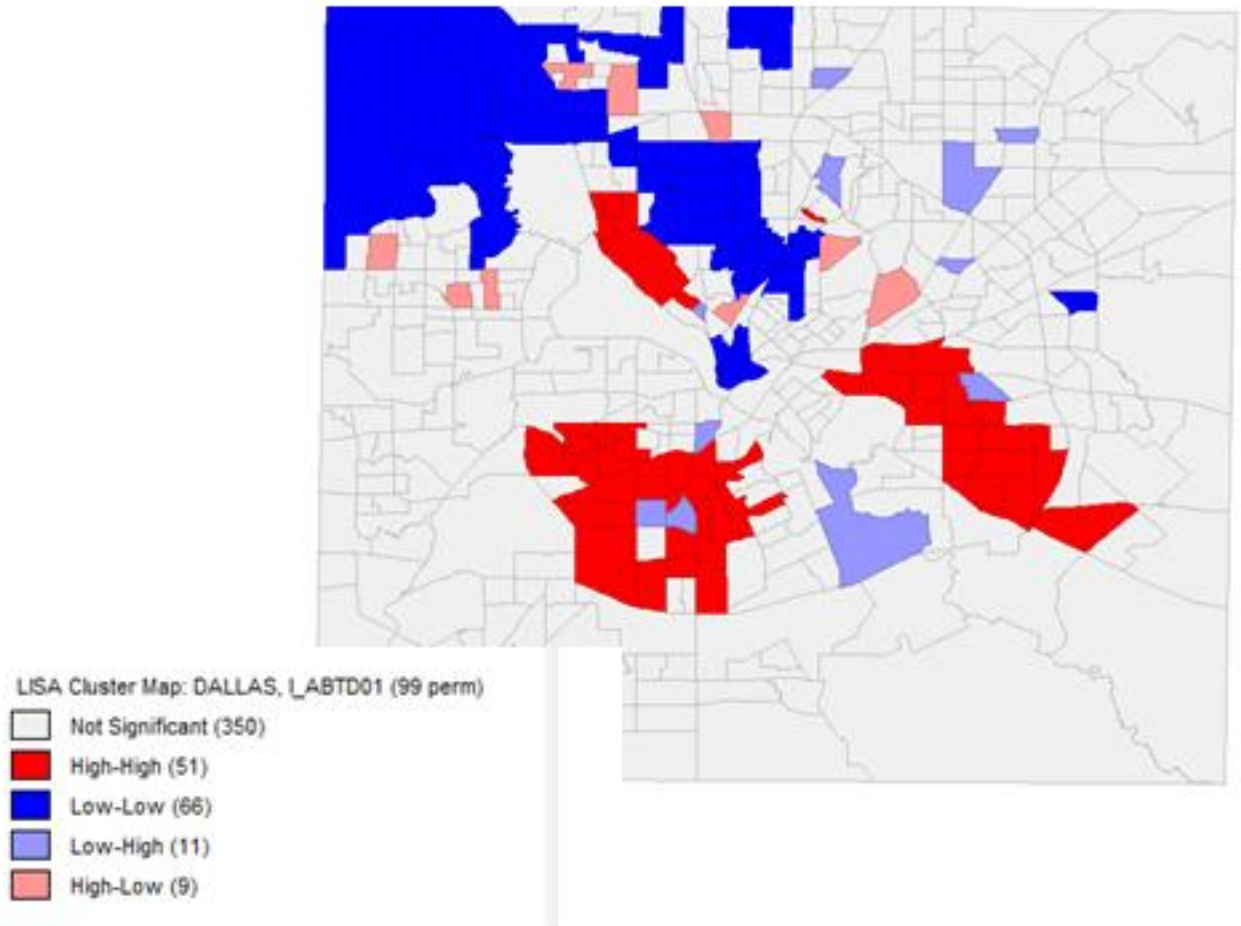 LISA Cluster Map: DALLAS, I_ABTD01 (99 perm)
Not Significant (350)
High-High (51)
Low-Low (66)
Low-High (11)
High-Low (9)